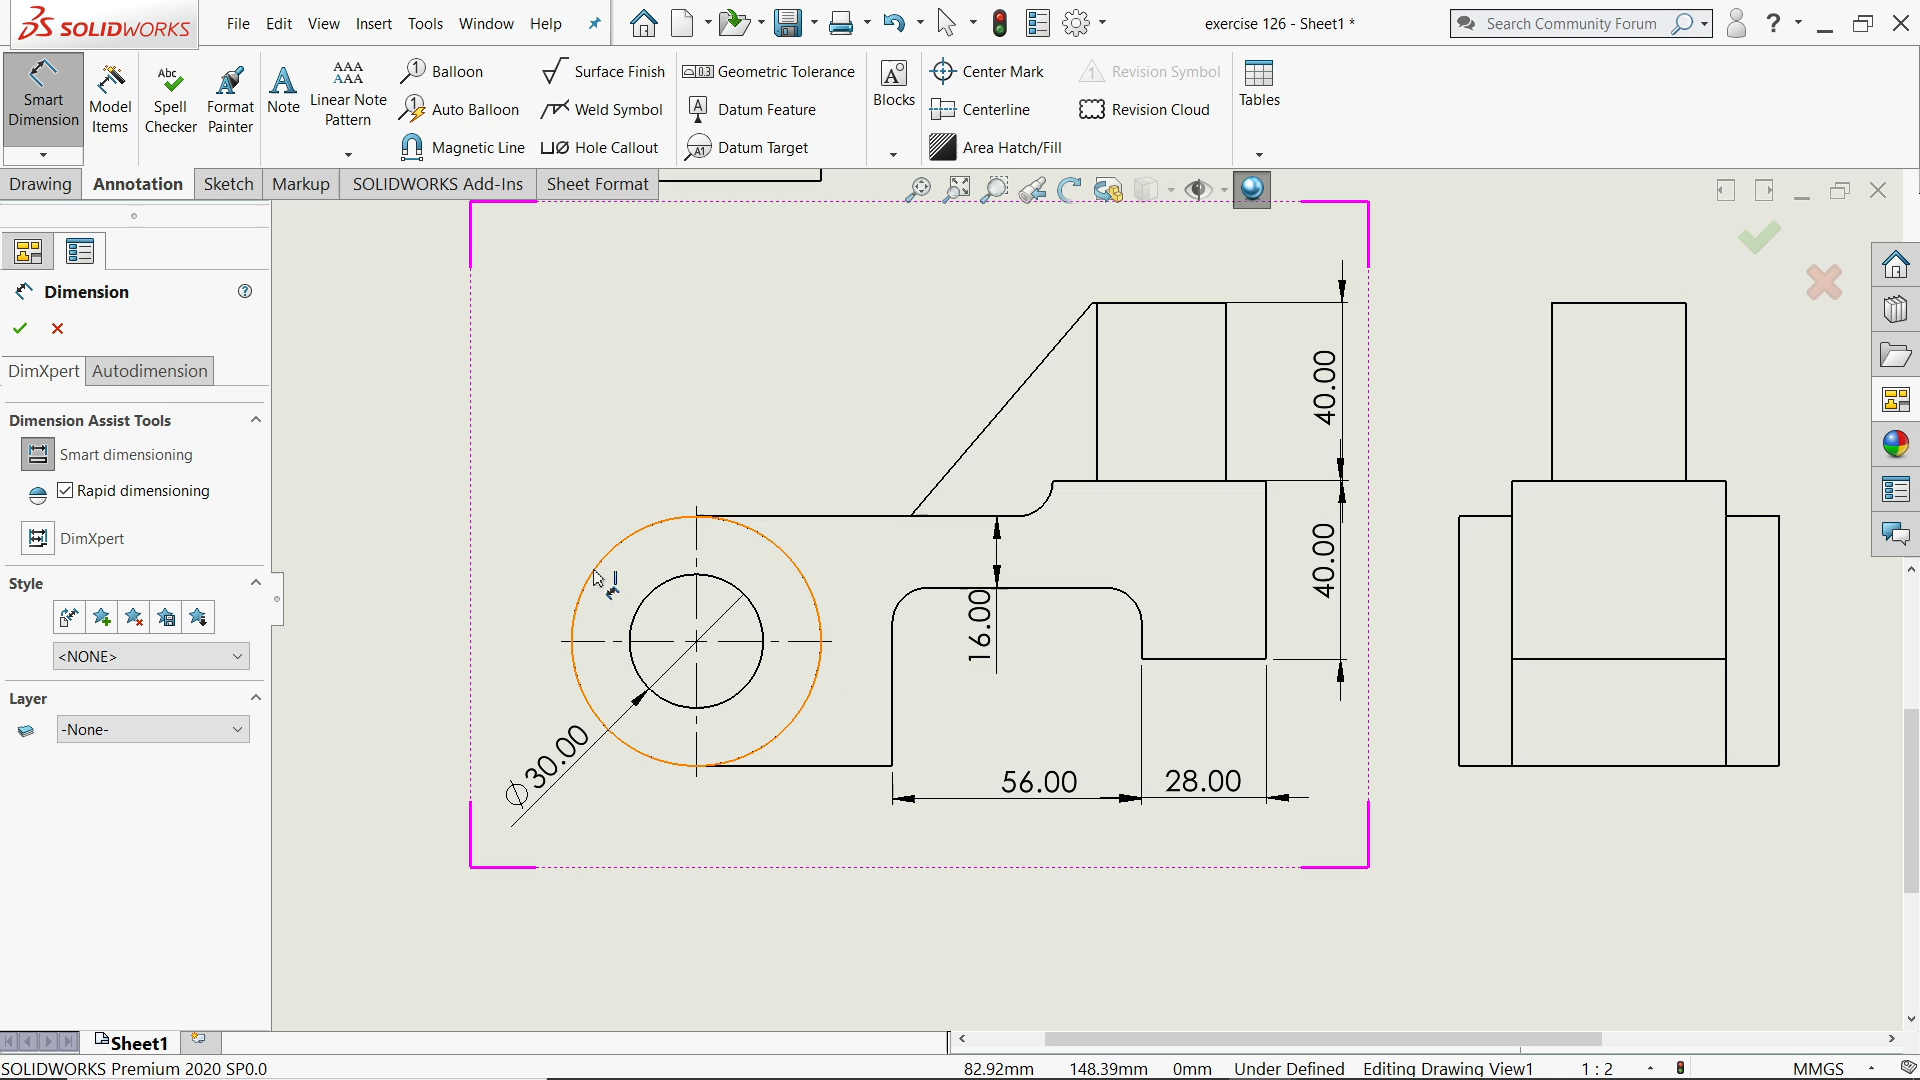 SOLIDWORKS
File Edit View Insert Tools Window Help
exercise 126 - Sheet1 *
Search Community Forum
?
Smart Dimension
Model Items
Abc
Spell Checker
Format Painter
A
Note
AAA
AAA
Linear Note Pattern
Balloon
Auto Balloon
Magnetic Line
Surface Finish
Weld Symbol
Hole Callout
Geometric Tolerance
Datum Feature
Datum Target
Blocks
Center Mark
Centerline
Area Hatch/Fill
Revision Symbol
Revision Cloud
Tables
Drawing Annotation Sketch Markup SOLIDWORKS Add-Ins Sheet Format
Dimension
DimXpert Autodimension
Dimension Assist Tools
Smart dimensioning
Rapid dimensioning
DimXpert
Style
<NONE>
Layer
-None-
40.00
40.00
16.00
∅30.00
56.00
28.00
Sheet1
SOLIDWORKS Premium 2020 SP0.0
82.92mm 148.39mm 0mm Under Defined Editing Drawing View1 1 : 2 MMGS